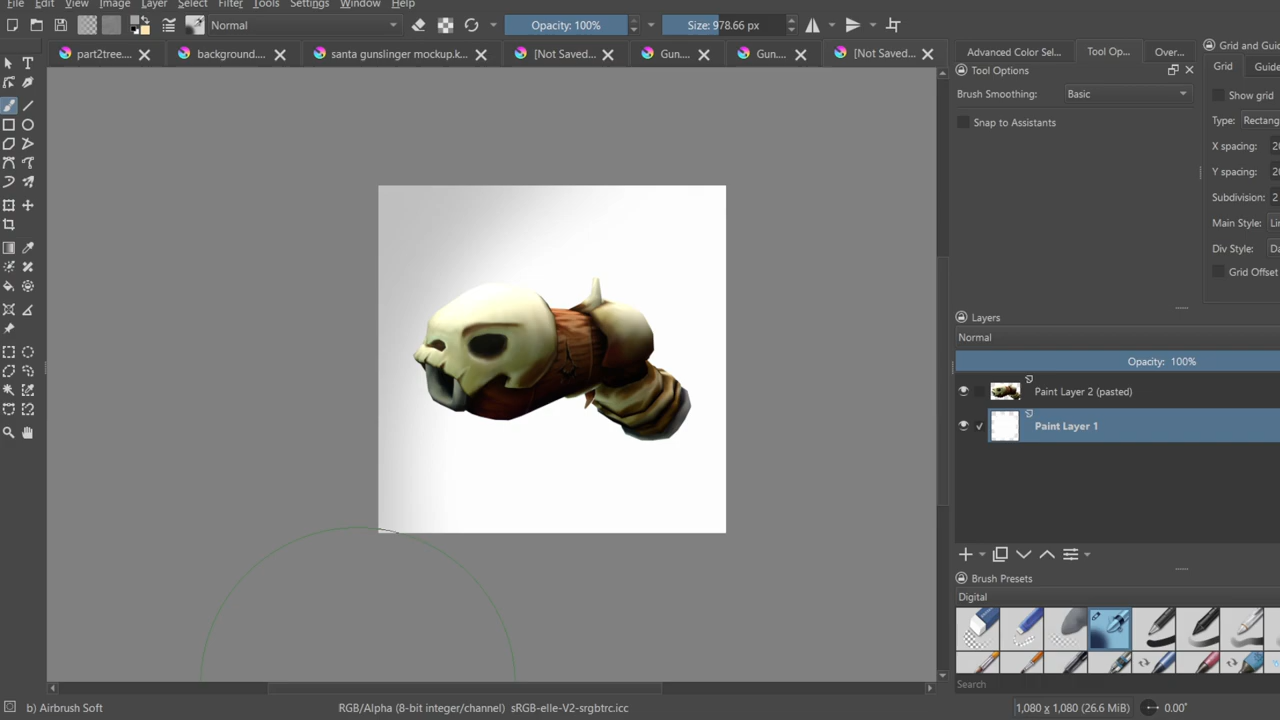 File Edit View Image Layer Select Filter Tools Settings Window Help
Normal Opacity: 100% Size: 978.66 px
part2tree.... background.... santa gunslinger mockup.k... [Not Saved... Gun.... Gun.... [Not Saved...
Advanced Color Sel... Tool Op... Over...
Grid and Guid
Tool Options
Grid Guide
Brush Smoothing: Basic
Show grid
Snap to Assistants
Type: Rectang
X spacing: 20
Y spacing: 20
Subdivision: 2
Main Style: Lin
Div Style: Da
Grid Offset
Layers
Normal
Opacity: 100%
Paint Layer 2 (pasted)
Paint Layer 1
Brush Presets
Digital
Search
b) Airbrush Soft
RGB/Alpha (8-bit integer/channel) sRGB-elle-V2-srgbtrc.icc
1,080 x 1,080 (26.6 MiB)
0.00°